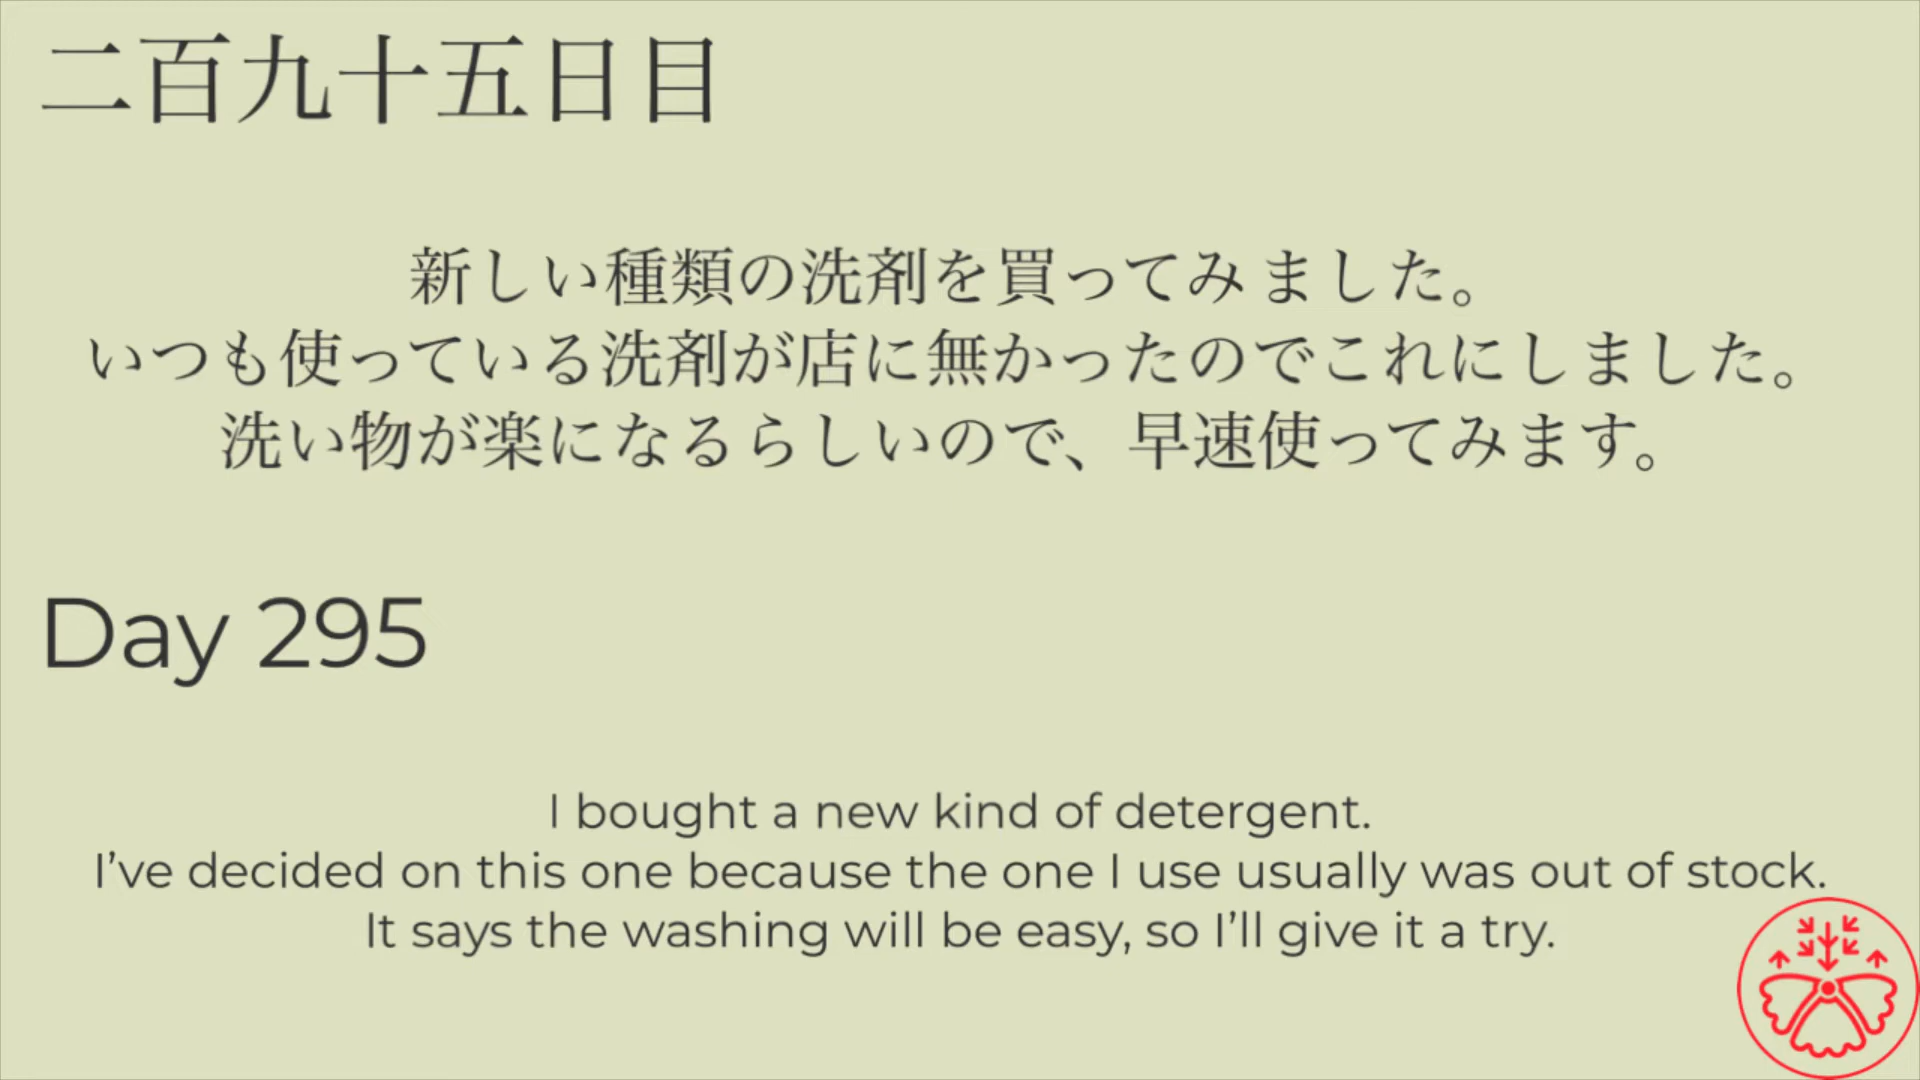 二百九十五日目
新しい種類の洗剤を買ってみました。
いつも使っている洗剤が店に無かったのでこれにしました。
洗い物が楽になるらしいので、早速使ってみます。
Day 295
I bought a new kind of detergent.
I’ve decided on this one because the one I use usually was out of stock.
It says the washing will be easy, so I’ll give it a try.